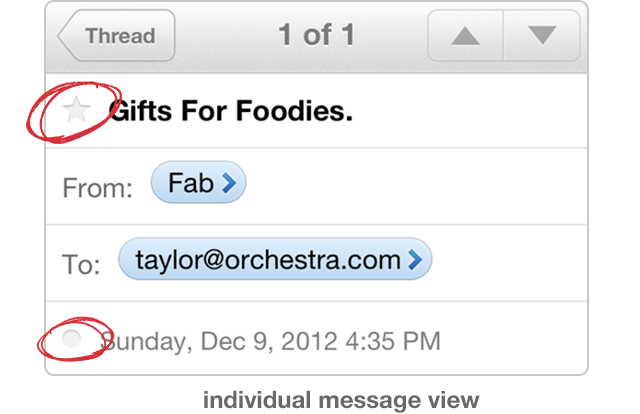 Thread
1 of 1
Gifts For Foodies.
From: Fab
To: taylor@orchestra.com
Sunday, Dec 9, 2012 4:35 PM
individual message view